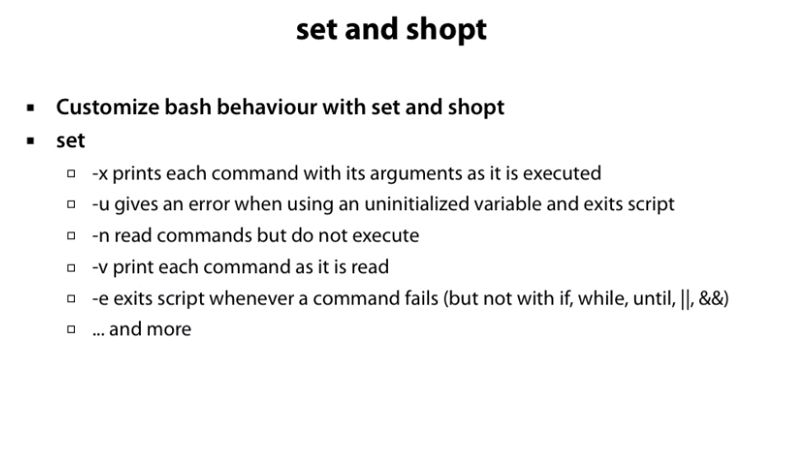 set and shopt
Customize bash behaviour with set and shopt
set
-x prints each command with its arguments as it is executed
-u gives an error when using an uninitialized variable and exits script
-n read commands but do not execute
-v print each command as it is read
-e exits script whenever a command fails (but not with if, while, until, ||, &&)
... and more